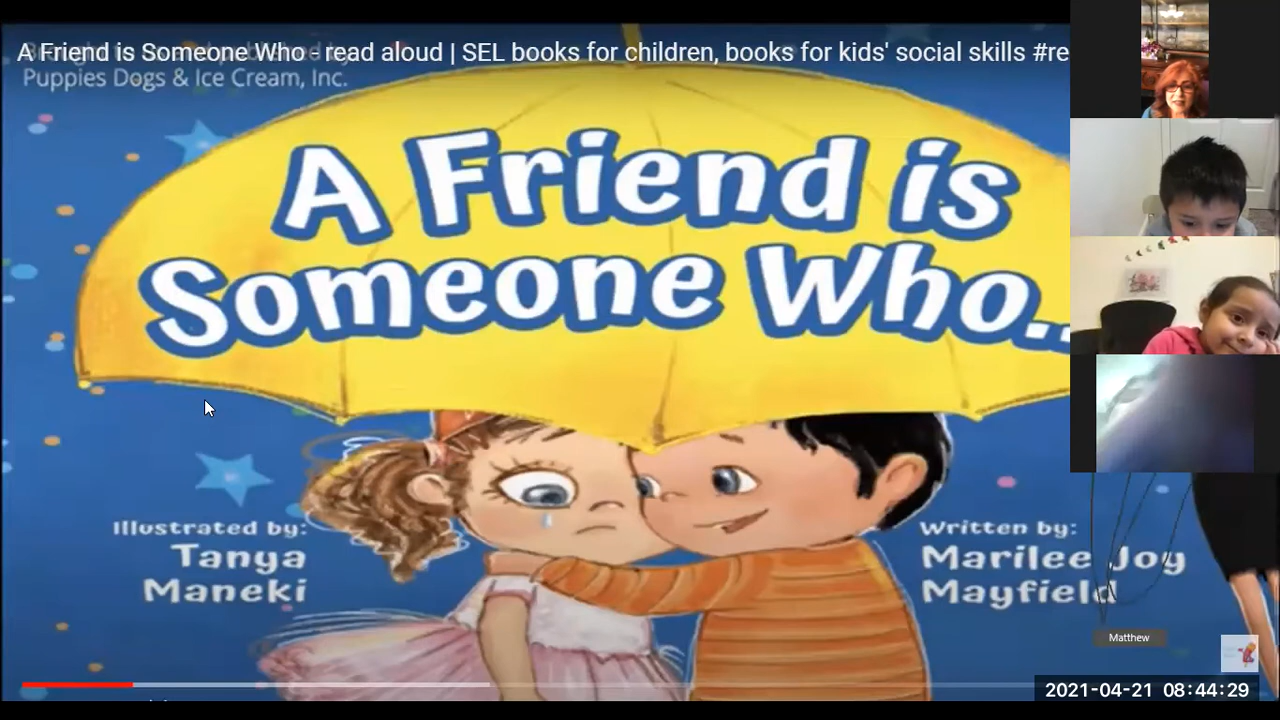 A Friend is Someone Who - read aloud | SEL books for children, books for kids' social skills #re
Puppies Dogs & Ice Cream, Inc.
A Friend is
Someone Who..
Illustrated by:
Tanya
Maneki
Written by:
Marilee Joy
Mayfield
Matthew
2021-04-21 08:44:29